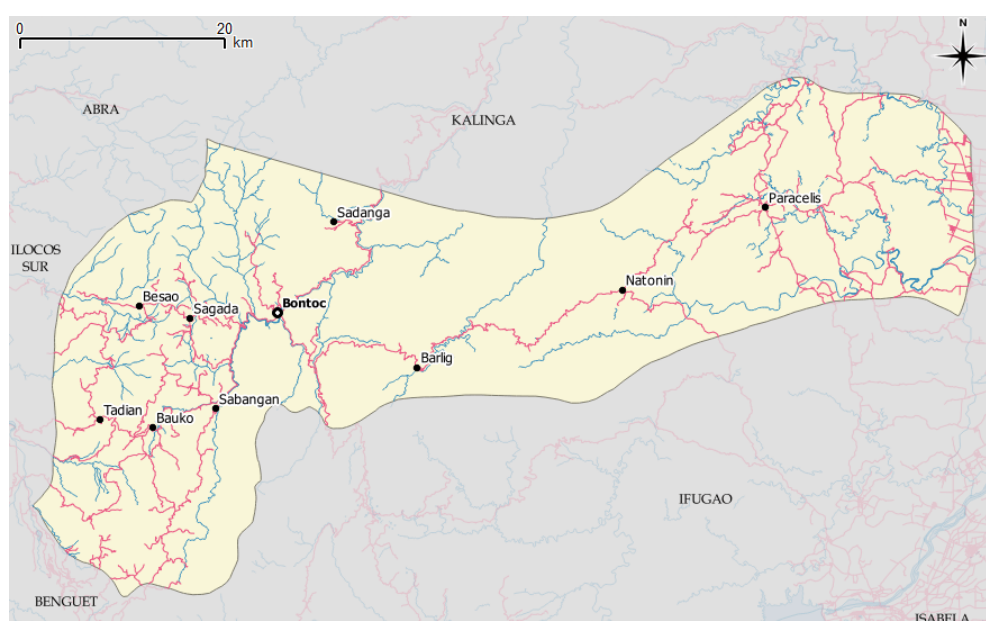 0 20
km
N
ABRA
KALINGA
Paracelis
Sadanga
ILOCOS
SUR
Natonin
Besao
Bontoc
Sagada
Barlig
Sabangan
Tadian
Bauko
IFUGAO
BENGUET
ISABELA